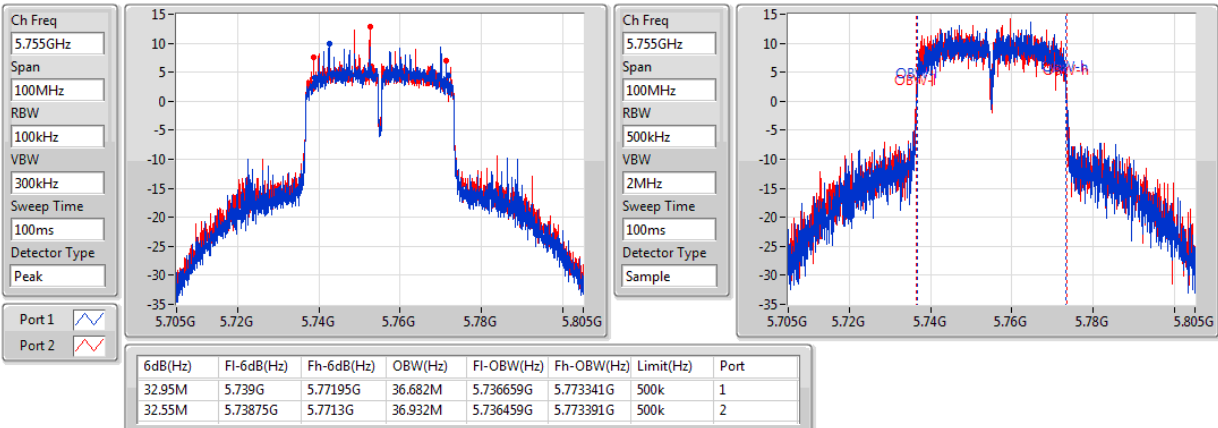 Ch Freq
5.755GHz
Span
100MHz
RBW
100kHz
VBW
300kHz
Sweep Time
100ms
Detector Type
Peak
Port 1
Port 2
15
10
5
0
-5
-10
-15
-20
-25
-30
-35
5.705G 5.72G 5.74G 5.76G 5.78G 5.805G
Ch Freq
5.755GHz
Span
100MHz
RBW
500kHz
VBW
2MHz
Sweep Time
100ms
Detector Type
Sample
15
10
5
0
-5
-10
-15
-20
-25
-30
-35
OBW-l
OBW-h
5.705G 5.72G 5.74G 5.76G 5.78G 5.805G
6dB(Hz) Fl-6dB(Hz) Fh-6dB(Hz) OBW(Hz) Fl-OBW(Hz) Fh-OBW(Hz) Limit(Hz) Port
32.95M 5.739G 5.77195G 36.682M 5.736659G 5.773341G 500k 1
32.55M 5.73875G 5.7713G 36.932M 5.736459G 5.773391G 500k 2